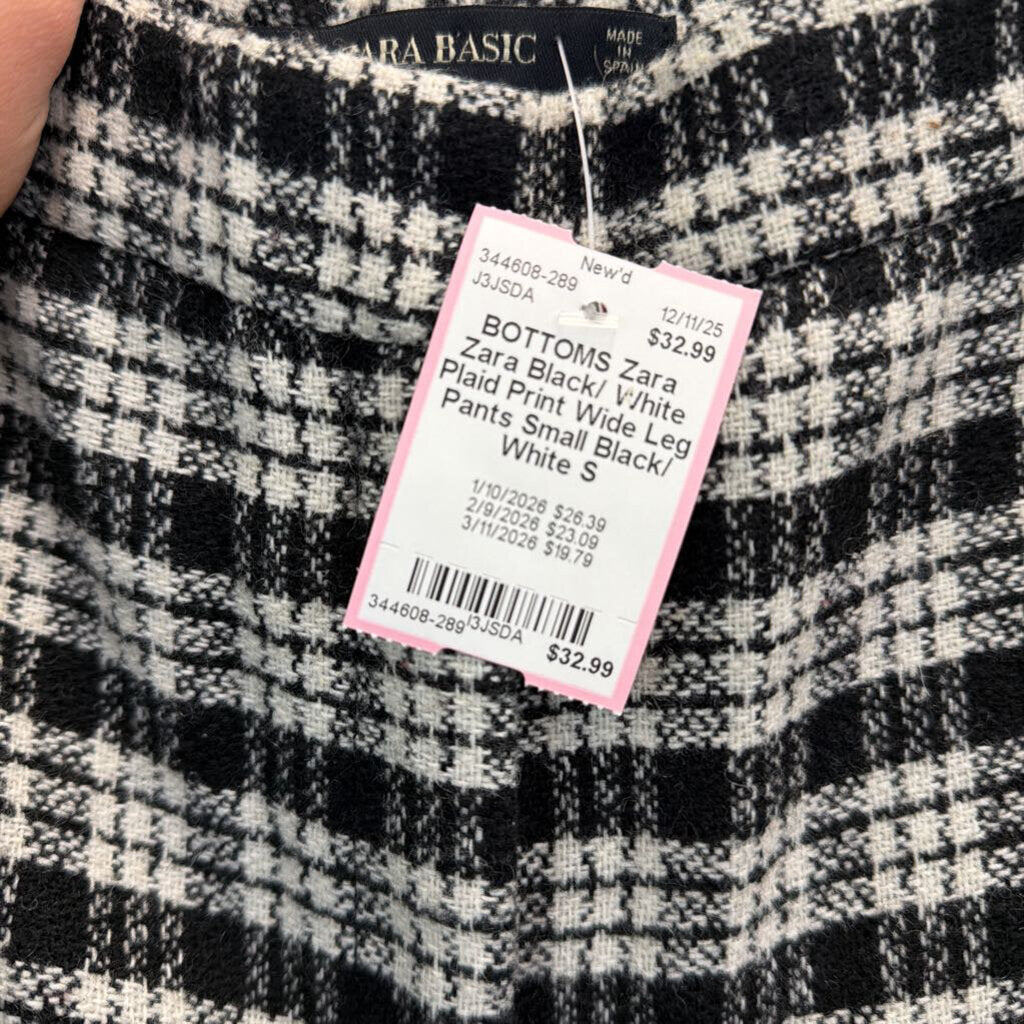 ZARA BASIC
MADE
IN
SPAIN
New'd
344608-289
J3JSDA
12/11/25
$32.99
BOTTOMS Zara
Zara Black/ White
Plaid Print Wide Leg
Pants Small Black/
White S
1/10/2026 $26.39
2/9/2026 $23.09
3/11/2026 $19.79
344608-289 J3JSDA
$32.99